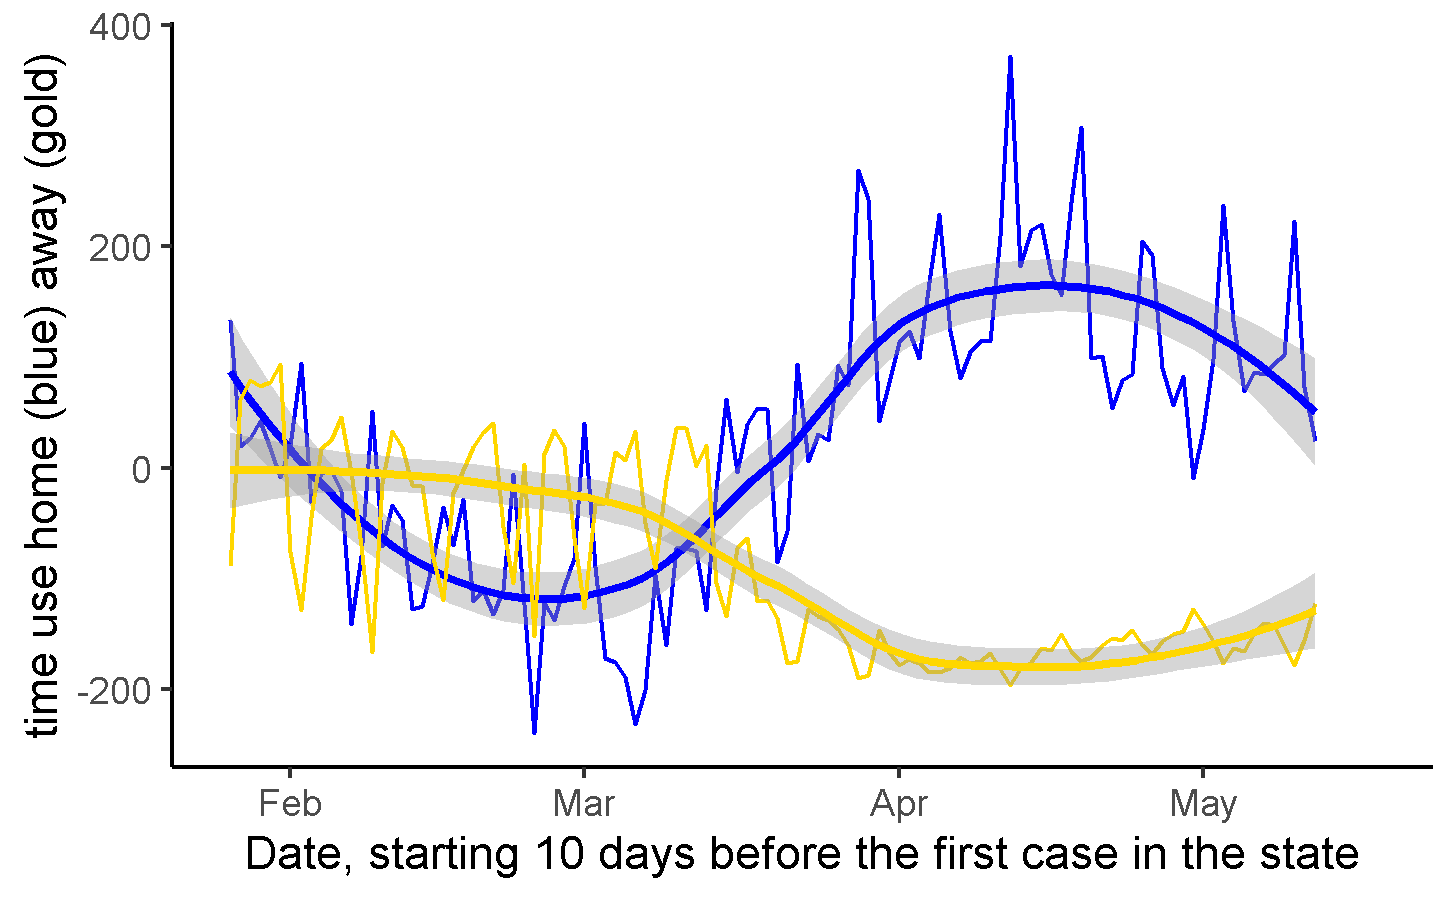 time use home (blue) away (gold)
400
200
0
-200
Feb Mar Apr May
Date, starting 10 days before the first case in the state